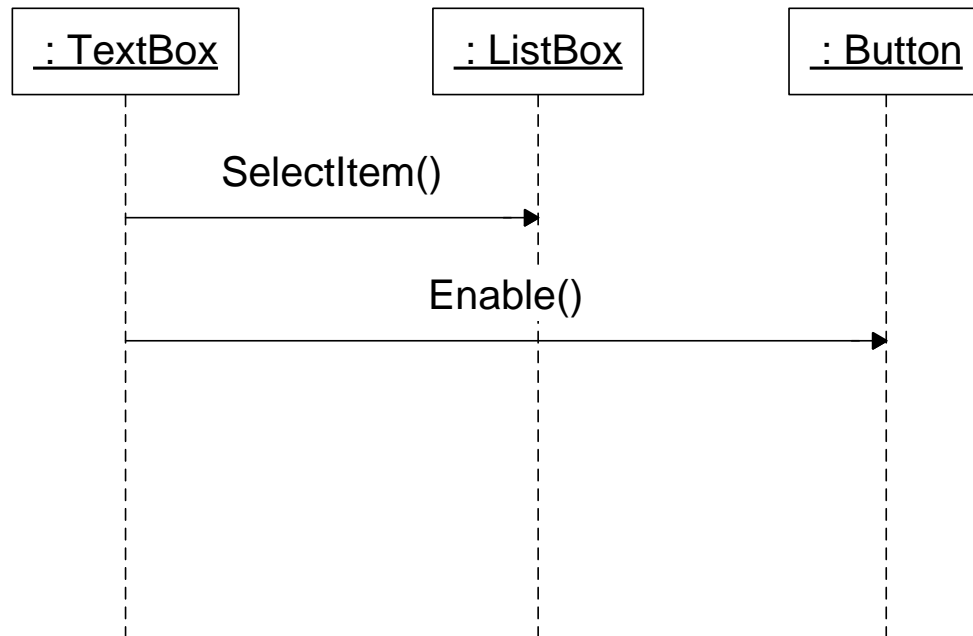 : TextBox
: ListBox
: Button
SelectItem()
Enable()